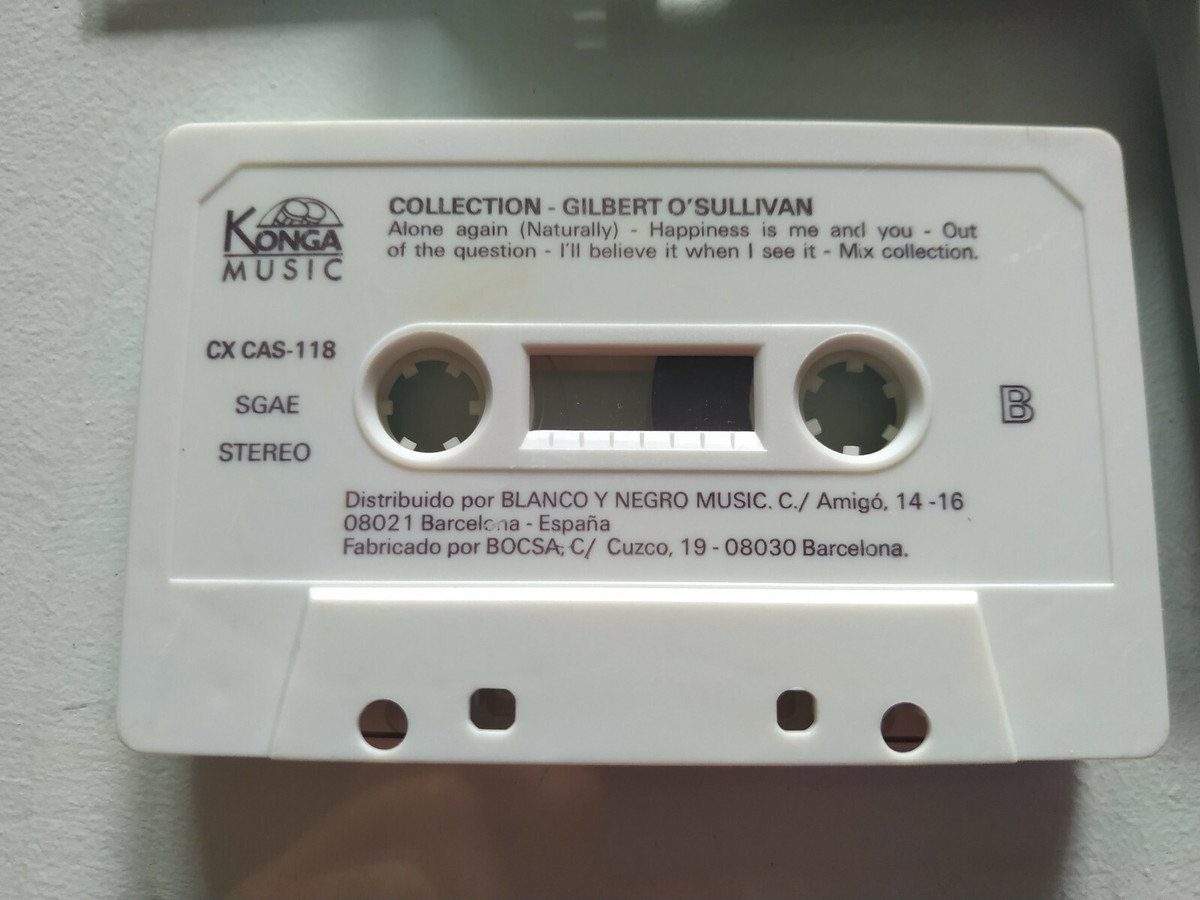 KONGA
MUSIC
COLLECTION - GILBERT O'SULLIVAN
Alone again (Naturally) - Happiness is me and you - Out
of the question - I'll believe it when I see it - Mix collection.
CX CAS-118
SGAE
STEREO
B
Distribuido por BLANCO Y NEGRO MUSIC. C./ Amigó, 14 -16
08021 Barcelona - España
Fabricado por BOCSA, C/ Cuzco, 19 - 08030 Barcelona.